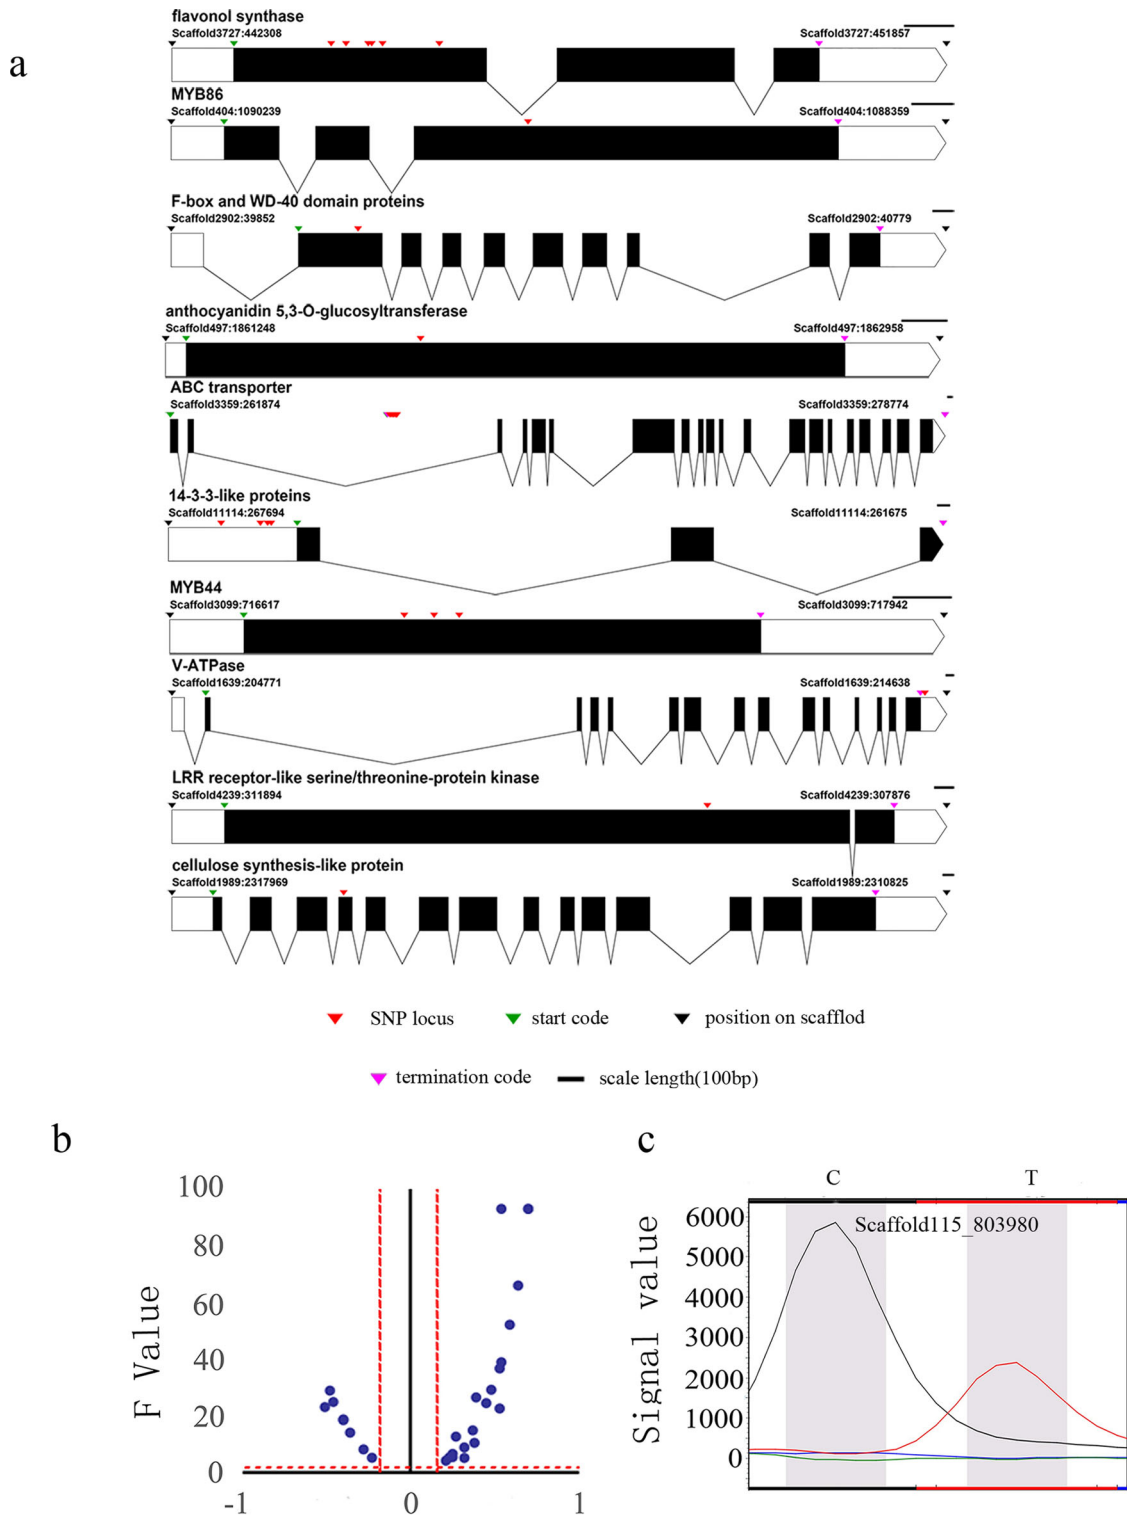 a
flavonol synthase
Scaffold3727:442308 Scaffold3727:451857
MYB86
Scaffold404:1090239 Scaffold404:1088359
F-box and WD-40 domain proteins
Scaffold2902:39852 Scaffold2902:40779
anthocyanidin 5,3-O-glucosyltransferase
Scaffold497:1861248 Scaffold497:1862958
ABC transporter
Scaffold3359:261874 Scaffold3359:278774
14-3-3-like proteins
Scaffold11114:267694 Scaffold11114:261675
MYB44
Scaffold3099:716617 Scaffold3099:717942
V-ATPase
Scaffold1639:204771 Scaffold1639:214638
LRR receptor-like serine/threonine-protein kinase
Scaffold4239:311894 Scaffold4239:307876
cellulose synthesis-like protein
Scaffold1989:2317969 Scaffold1989:2310825
SNP locus start code position on scafflod
termination code scale length(100bp)
b
F Value
100
80
60
40
20
0
-1 0 1
c
C T
Scaffold115_803980
Signal value
6000
5000
4000
3000
2000
1000
0